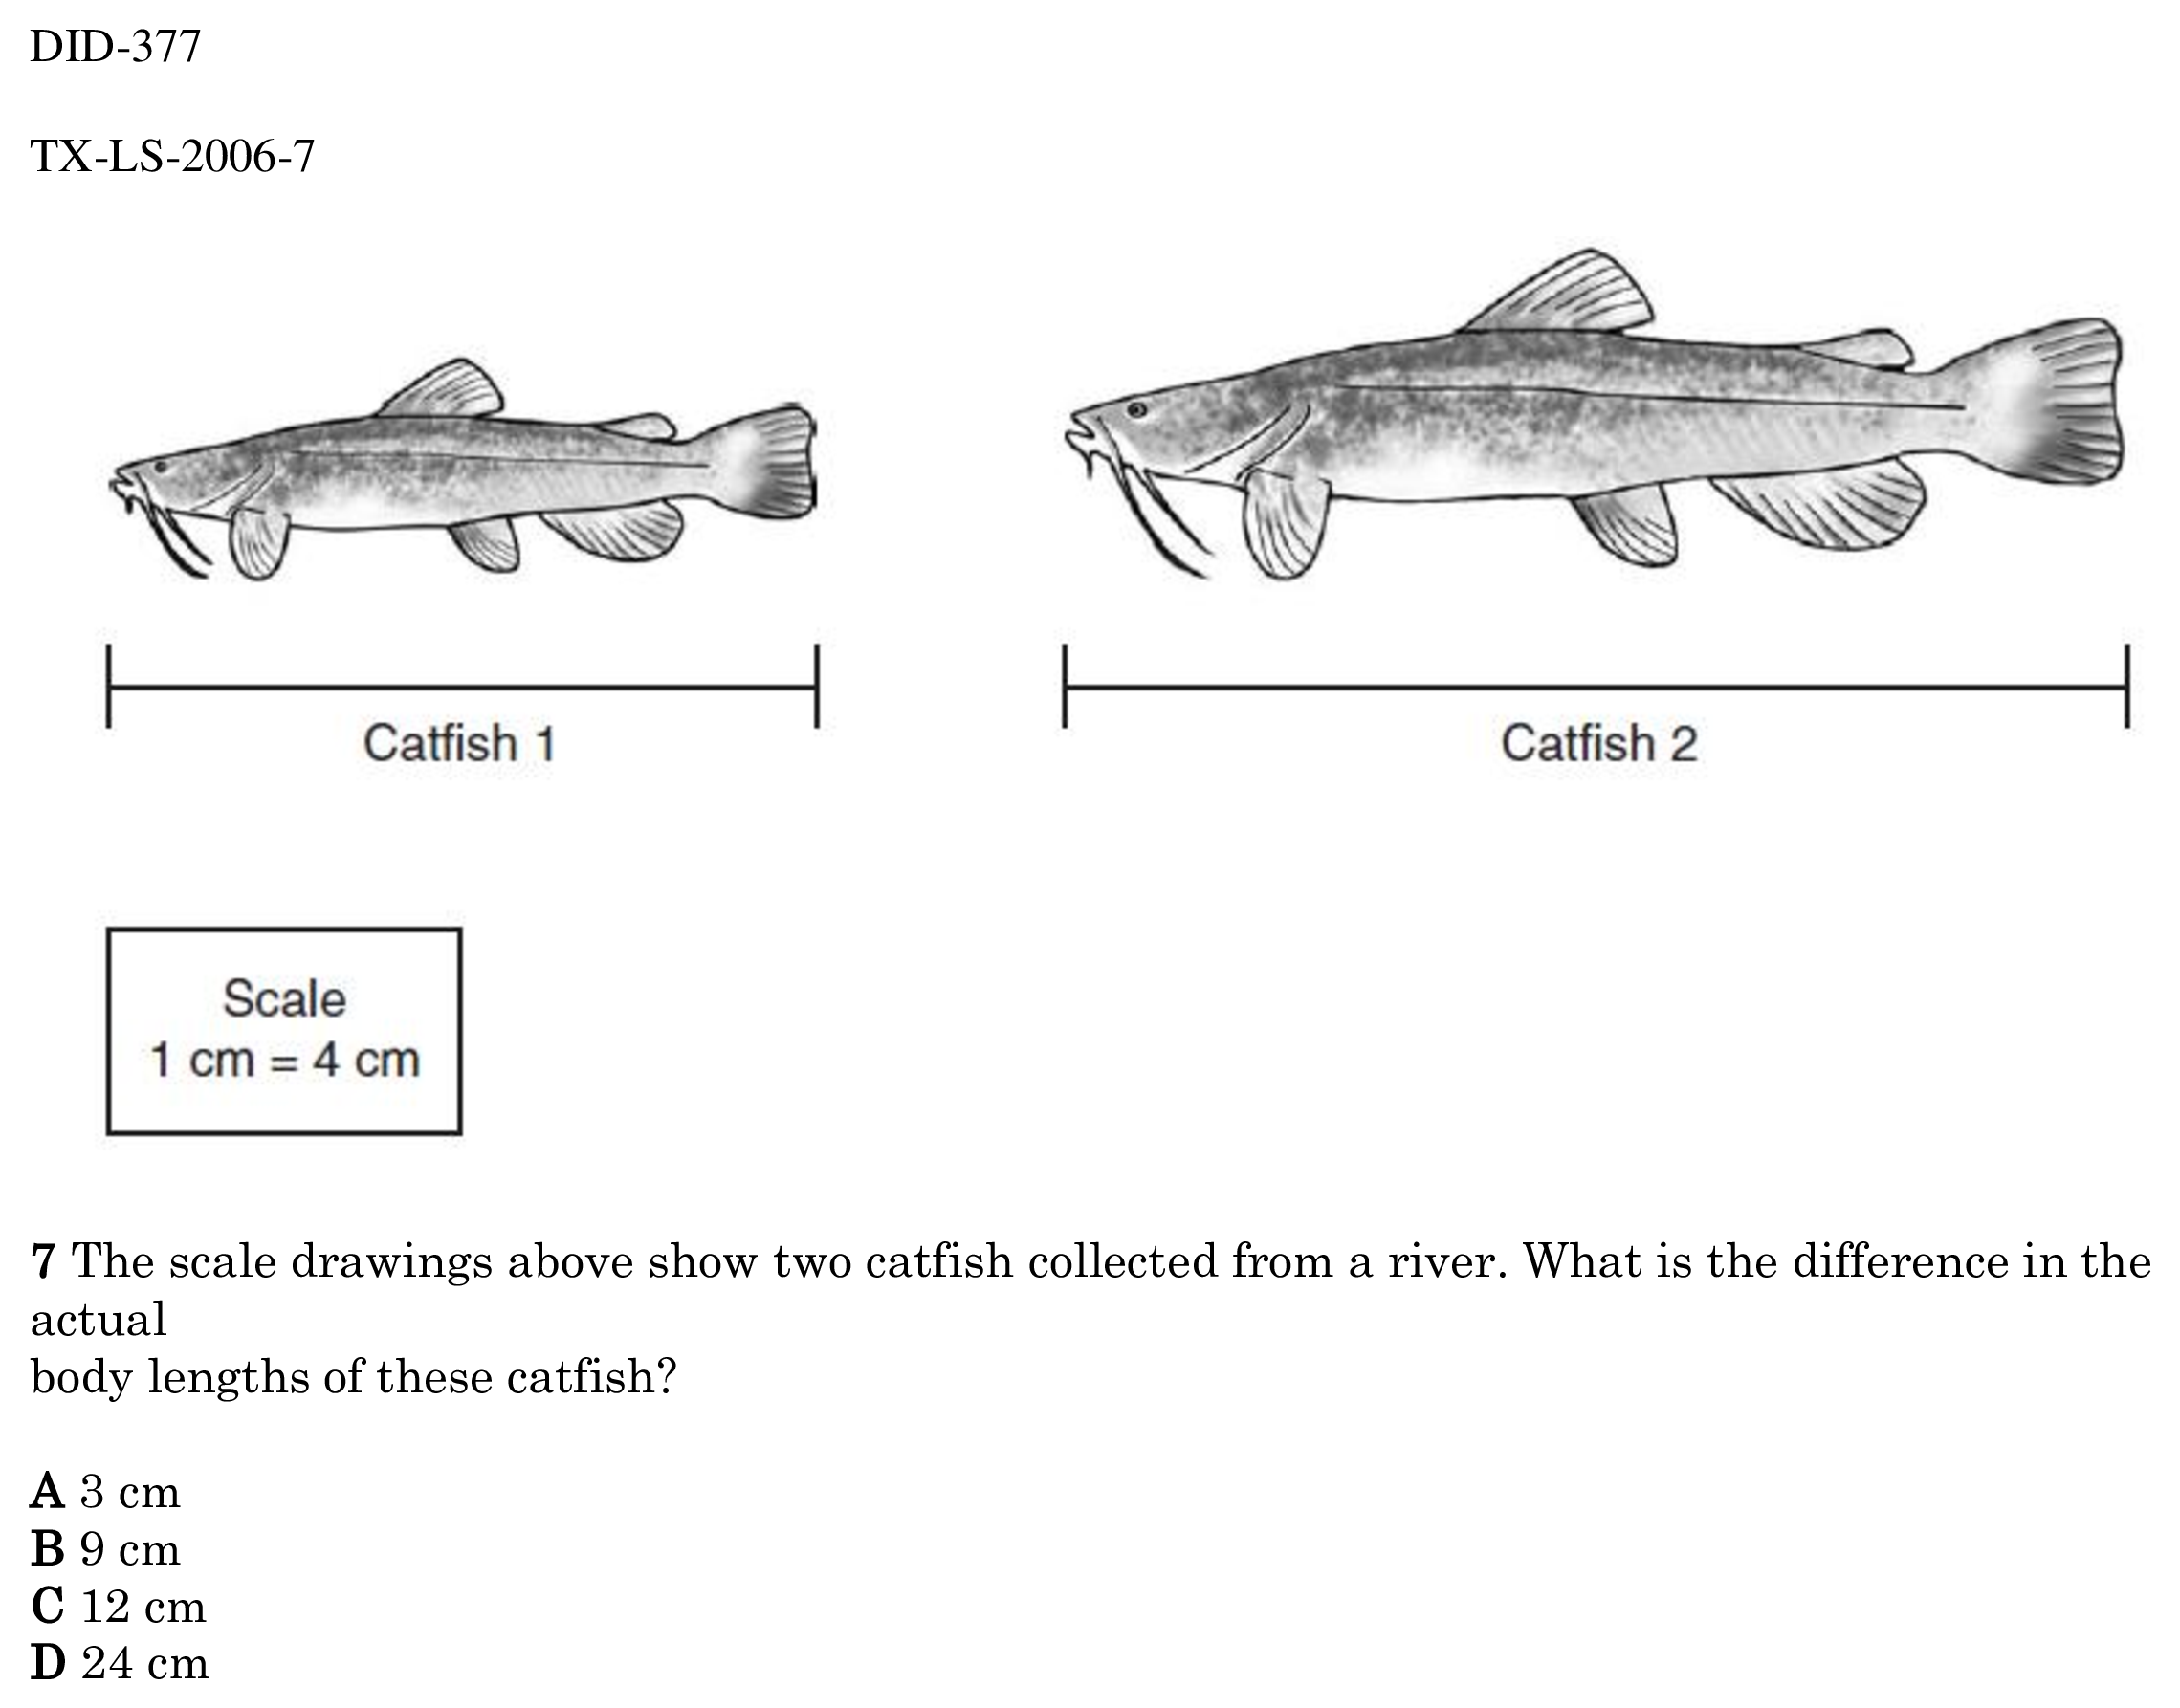 DID-377
TX-LS-2006-7
Catfish 1
Catfish 2
Scale
1 cm = 4 cm
7 The scale drawings above show two catfish collected from a river. What is the difference in the
actual
body lengths of these catfish?
A 3 cm
B 9 cm
C 12 cm
D 24 cm